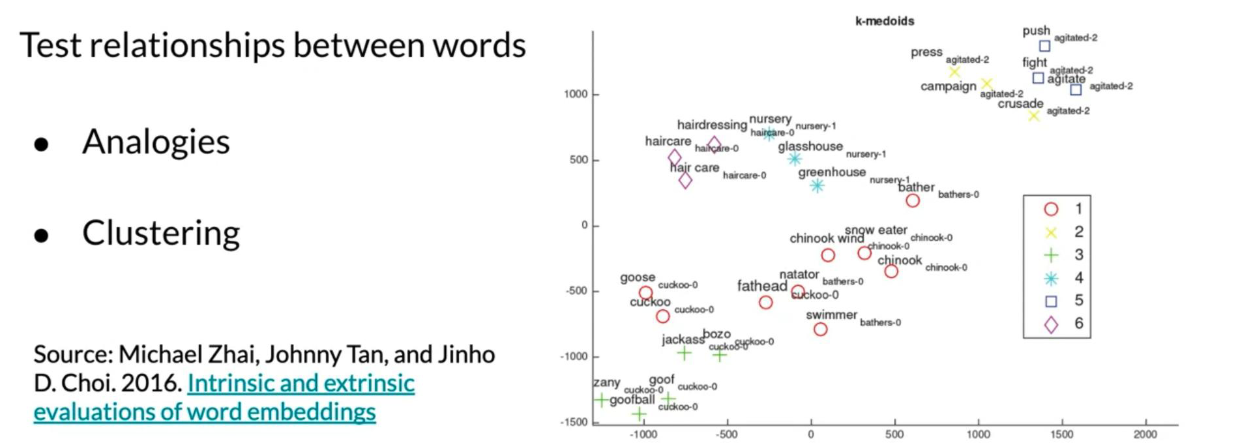 Test relationships between words
● Analogies
● Clustering
Source: Michael Zhai, Johnny Tan, and Jinho
D. Choi. 2016. Intrinsic and extrinsic
evaluations of word embeddings
k-medoids
push agitated-2
press agitated-2
fight agitated-2
agitate agitated-2
campaign agitated-2
crusade agitated-2
1000
hairdressing haircare-0
nursery nursery-1
haircare haircare-0
glasshouse nursery-1
500
hair care haircare-0
greenhouse nursery-1
bather bathers-0
0
snow eater chinook-0
chinook wind chinook-0
chinook chinook-0
natator bathers-0
goose cuckoo-0
-500
fathead cuckoo-0
cuckoo cuckoo-0
swimmer bathers-0
bozo cuckoo-0
jackass cuckoo-0
-1000
zany cuckoo-0
goof cuckoo-0
goofball cuckoo-0
-1500
-1000 -500 0 500 1000 1500 2000
1
2
3
4
5
6